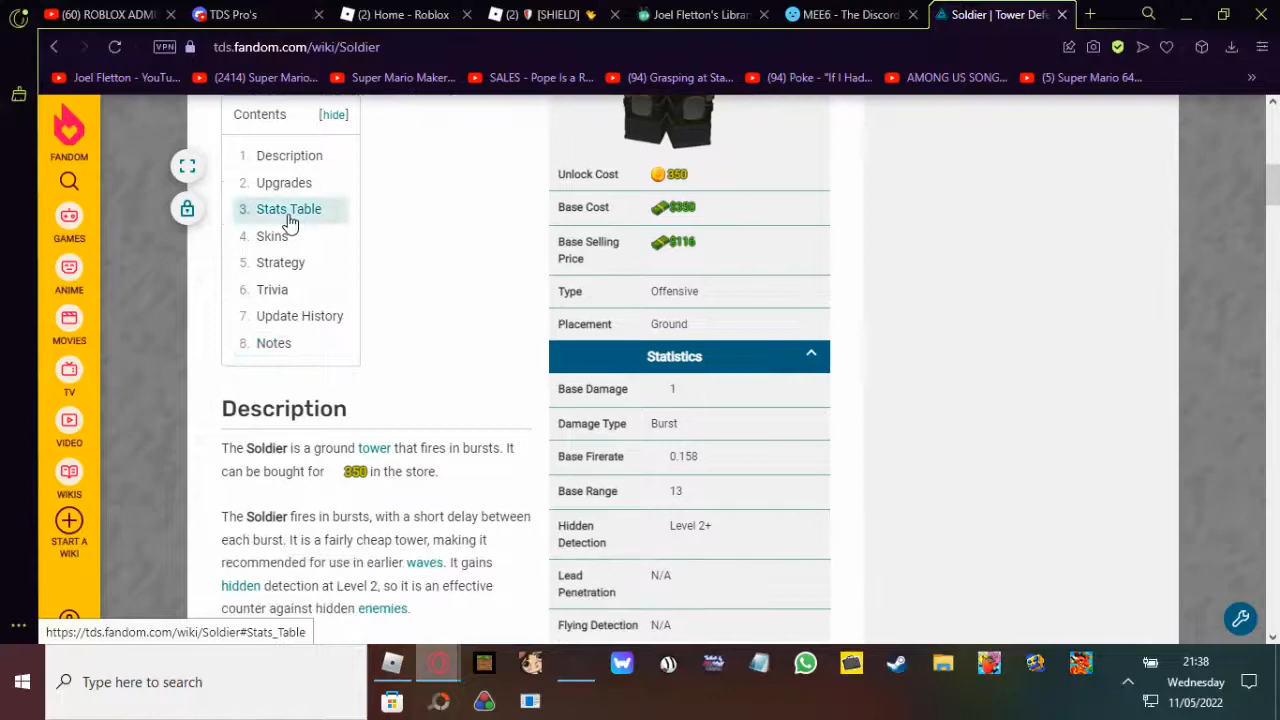 (60) ROBLOX ADMI
TDS Pro's
(2) Home - Roblox
(2) [SHIELD]
Joel Fletton's Libra
MEE6 - The Discord
Soldier | Tower Defe
VPN
tds.fandom.com/wiki/Soldier
Joel Fletton - YouTu...
(2414) Super Mario...
Super Mario Maker...
SALES - Pope Is a R...
(94) Grasping at Sta...
(94) Poke - "If I Had...
AMONG US SONG...
(5) Super Mario 64...
FANDOM
GAMES
ANIME
MOVIES
TV
VIDEO
WIKIS
START A
WIKI
Contents [hide]
1. Description
2. Upgrades
3. Stats Table
4. Skins
5. Strategy
6. Trivia
7. Update History
8. Notes
Description
The Soldier is a ground tower that fires in bursts. It
can be bought for 350 in the store.
The Soldier fires in bursts, with a short delay between
each burst. It is a fairly cheap tower, making it
recommended for use in earlier waves. It gains
hidden detection at Level 2, so it is an effective
counter against hidden enemies.
Unlock Cost 350
Base Cost $350
Base Selling
Price $116
Type Offensive
Placement Ground
Statistics
Base Damage 1
Damage Type Burst
Base Firerate 0.158
Base Range 13
Hidden
Detection Level 2+
Lead
Penetration N/A
Flying Detection N/A
https://tds.fandom.com/wiki/Soldier#Stats_Table
Type here to search
21:38
Wednesday
11/05/2022